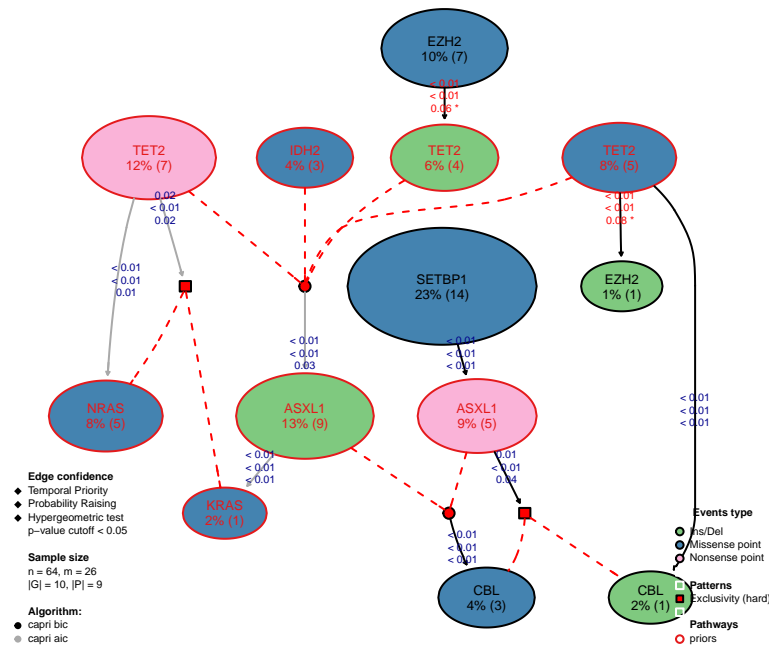 EZH2
10% (7)
< 0.01
< 0.01
0.06 *
TET2
12% (7)
IDH2
4% (3)
TET2
6% (4)
TET2
8% (5)
0.02
< 0.01
0.02
< 0.01
< 0.01
0.08 *
< 0.01
< 0.01
0.01
SETBP1
23% (14)
EZH2
1% (1)
< 0.01
< 0.01
0.03
< 0.01
< 0.01
< 0.01
NRAS
8% (5)
ASXL1
13% (9)
ASXL1
9% (5)
< 0.01
< 0.01
< 0.01
< 0.01
< 0.01
< 0.01
0.01
< 0.01
0.04
KRAS
2% (1)
< 0.01
< 0.01
< 0.01
CBL
4% (3)
CBL
2% (1)
Edge confidence
Temporal Priority
Probability Raising
Hypergeometric test
p−value cutoff < 0.05
Sample size
n = 64, m = 26
|G| = 10, |P| = 9
Algorithm:
capri bic
capri aic
Events type
Ins/Del
Missense point
Nonsense point
Patterns
Exclusivity (hard)
Pathways
priors